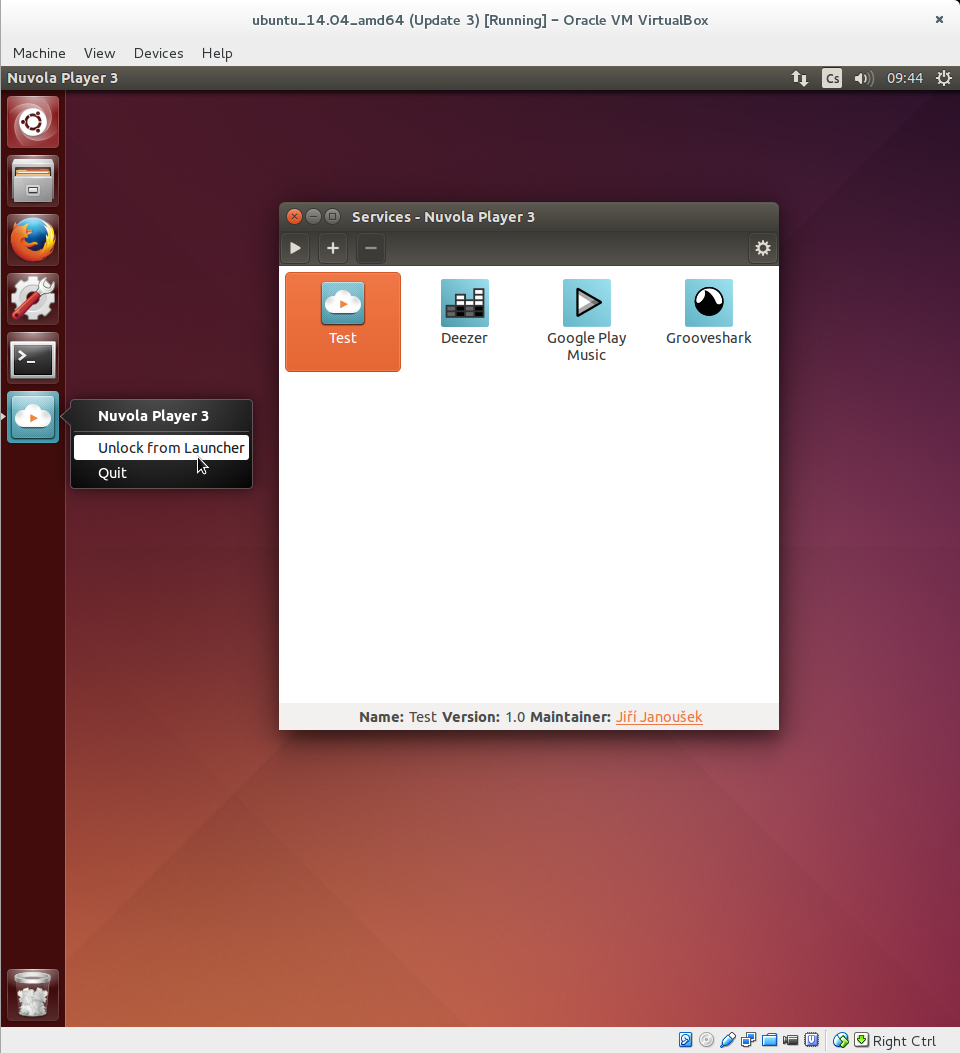 ubuntu_14.04_amd64 (Update 3) [Running] – Oracle VM VirtualBox
Machine View Devices Help
Nuvola Player 3 Cs 09:44
Services - Nuvola Player 3
Test Deezer Google Play Music Grooveshark
Nuvola Player 3
Unlock from Launcher
Quit
Name: Test Version: 1.0 Maintainer: Jiří Janoušek
Right Ctrl